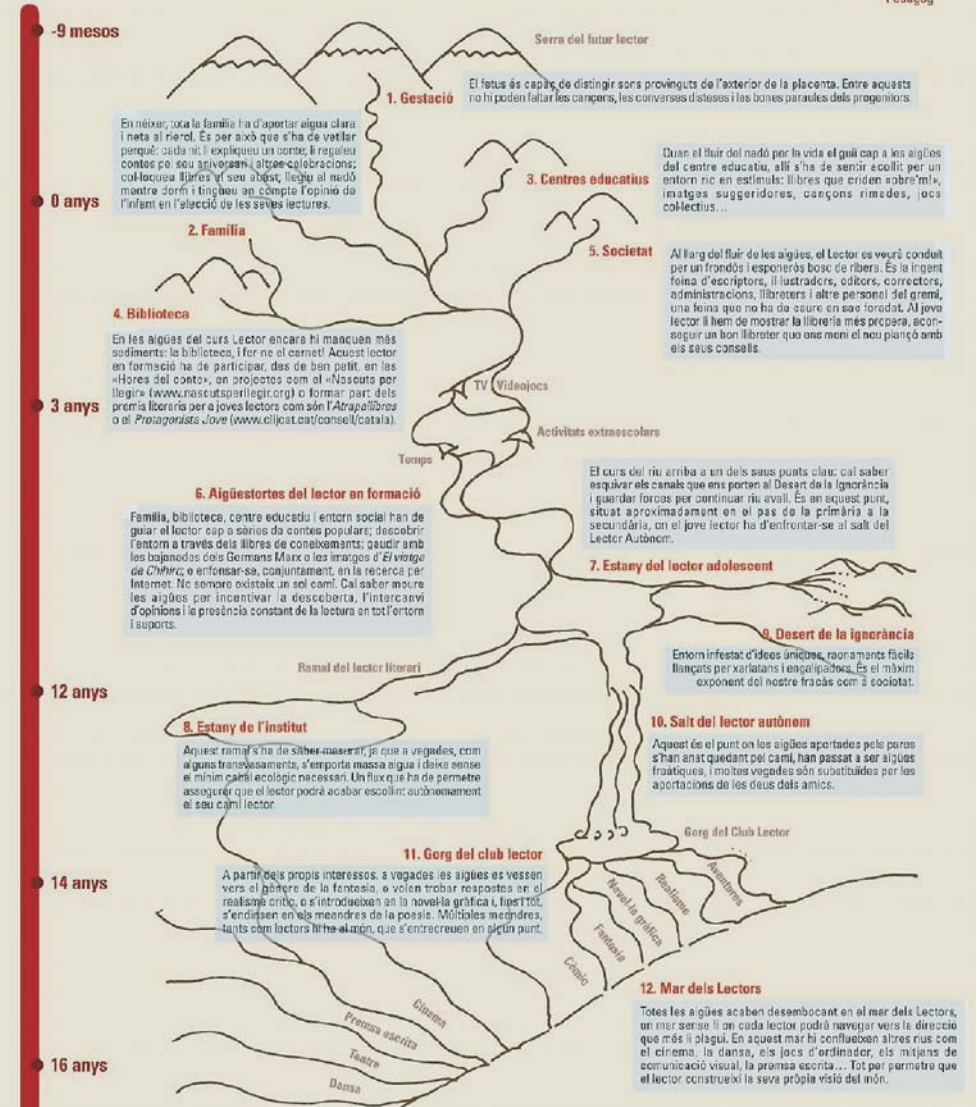 Pedagog
-9 mesos
Serra del futur lector
1. Gestació
El fetus és capaç de distingir sons provinguts de l'exterior de la placenta. Entre aquests
no hi poden faltar les cançons, les converses disteses i les bones paraules dels progenitors.
En néixer, tota la família ha d'aportar aigua clara
i neta al rierol. És per això que s'ha de vetllar
perquè: cada nit li expliqueu un conte; li regaleu
contes pel seu aniversari i altres celebracions;
col·loqueu llibres al seu abast; llegiu al nadó
mentre dorm i tingueu en compte l'opinió de
l'infant en l'elecció de les seves lectures.
0 anys
2. Família
3. Centres educatius
Quan el fluir del nadó per la vida el guiï cap a les aigües
del centre educatiu, allí s'ha de sentir acollit per un
entorn ric en estímuls: llibres que criden «obre'm!»,
imatges suggeridores, cançons rimades, jocs
col·lectius...
5. Societat
Al llarg del fluir de les aigües, el Lector es veurà conduït
per un frondós i esponerós bosc de ribera. És la ingent
feina d'escriptors, il·lustradors, editors, correctors,
administracions, llibreters i altre personal del gremi,
una feina que no ha de caure en sac foradat. Al jove
lector li hem de mostrar la llibreria més propera, acon-
seguir un bon llibreter que ens meni el nou plançó amb
els seus consells.
4. Biblioteca
En les aigües del curs Lector encara hi manquen més
sediments: la biblioteca, i fer-ne el carnet! Aquest lector
en formació ha de participar, des de ben petit, en les
«Hores del conte», en projectes com el «Nascuts per
llegir» (www.nascutsperllegir.org) o formar part dels
premis literaris per a joves lectors com són l'Atrapallibres
o el Protagonista Jove (www.clijcat.cat/consell/catala).
3 anys
TV Videojocs
Activitats extraescolars
Temps
6. Aigüestortes del lector en formació
Família, biblioteca, centre educatiu i entorn social han de
guiar el lector cap a sèries de contes populars; descobrir
l'entorn a través dels llibres de coneixements; gaudir amb
les bajanades dels Germans Marx o les imatges d'El viatge
de Chihiro; o enfonsar-se, conjuntament, en la recerca per
Internet. No sempre existeix un sol camí. Cal saber moure
les aigües per incentivar la descoberta, l'intercanvi
d'opinions i la presència constant de la lectura en tot l'entorn
i suports.
El curs del riu arriba a un dels seus punts clau: cal saber
esquivar els canals que ens porten al Desert de la Ignorància
i guardar forces per continuar riu avall. És en aquest punt,
situat aproximadament en el pas de la primària a la
secundària, on el jove lector ha d'enfrontar-se al salt del
Lector Autònom.
7. Estany del lector adolescent
9. Desert de la ignorància
Entorn infestat d'idees úniques, raonaments fàcils
llançats per xarlatans i engalipadors. És el màxim
exponent del nostre fracàs com a societat.
Ramal del lector literari
12 anys
8. Estany de l'institut
Aquest ramal s'ha de saber mesurar, ja que a vegades, com
alguns transvasaments, s'emporta massa aigua i deixa sense
el mínim cabal ecològic necessari. Un flux que ha de permetre
assegurar que el lector podrà acabar escollint autònomament
el seu camí lector.
10. Salt del lector autònom
Aquest és el punt on les aigües aportades pels pares
s'han anat quedant pel camí, han passat a ser aigües
freàtiques, i moltes vegades són substituïdes per les
aportacions de les deus dels amics.
Gorg del Club Lector
11. Gorg del club lector
A partir dels propis interessos, a vegades les aigües es vessen
vers el gènere de la fantasia, o volen trobar respostes en el
realisme crític, o s'introdueixen en la novel·la gràfica i, fins i tot,
s'endinsen en els meandres de la poesia. Múltiples meandres,
tants com lectors hi ha al món, que s'entrecreuen en algun punt.
14 anys
Aventures
Realisme
Novel·la gràfica
Fantasia
Còmic
Cinema
Premsa escrita
Teatre
Dansa
12. Mar dels Lectors
Totes les aigües acaben desembocant en el mar dels Lectors,
un mar sense fi on cada lector podrà navegar vers la direcció
que més li plagui. En aquest mar hi conflueixen altres rius com
el cinema, la dansa, els jocs d'ordinador, els mitjans de
comunicació visual, la premsa escrita... Tot per permetre que
el lector construeixi la seva pròpia visió del món.
16 anys